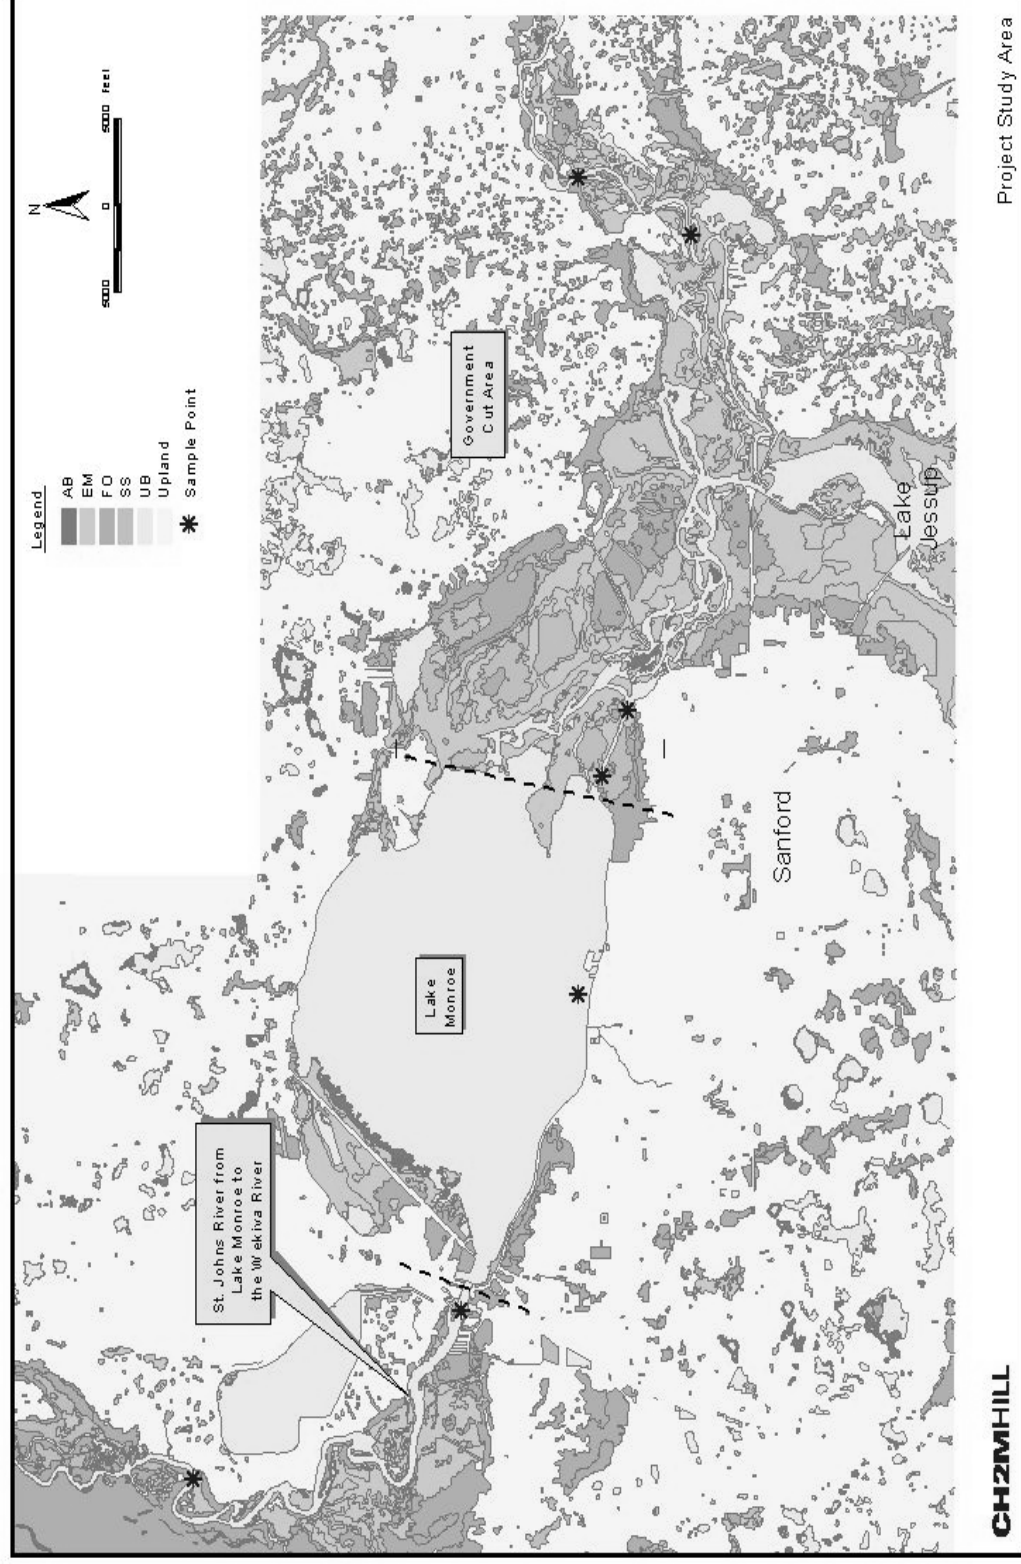 N
5000 0 5000 Feet
Legend
AB
EM
FO
SS
UB
Upland
Sample Point
St. Johns River from
Lake Monroe to
the Wekiva River
Lake
Monroe
Government
Cut Area
Sanford
Lake
Jessup
CH2MHILL
Project Study Area